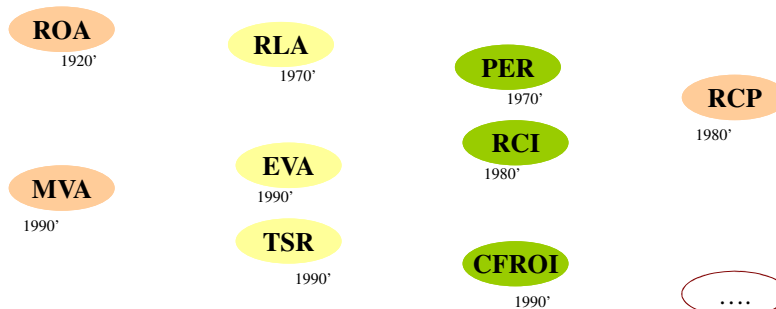 ROA
1920’
RLA
1970’
PER
1970’
RCP
1980’
RCI
1980’
EVA
1990’
MVA
1990’
TSR
1990’
CFROI
1990’
....